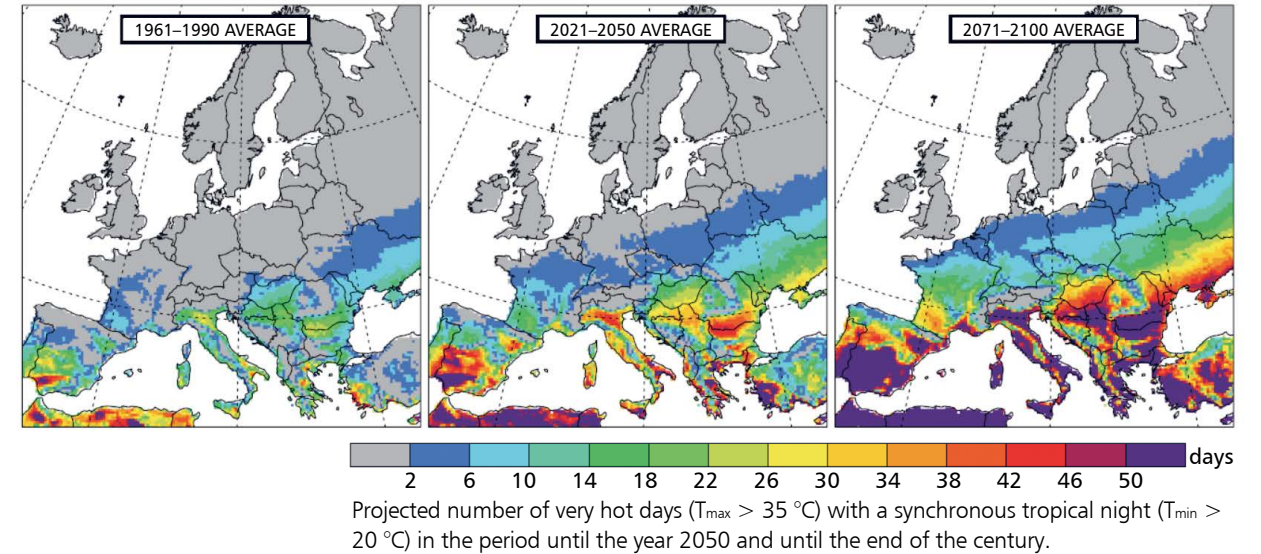 1961–1990 AVERAGE
2021–2050 AVERAGE
2071–2100 AVERAGE
days
2 6 10 14 18 22 26 30 34 38 42 46 50
Projected number of very hot days (Tmax > 35 °C) with a synchronous tropical night (Tmin >
20 °C) in the period until the year 2050 and until the end of the century.